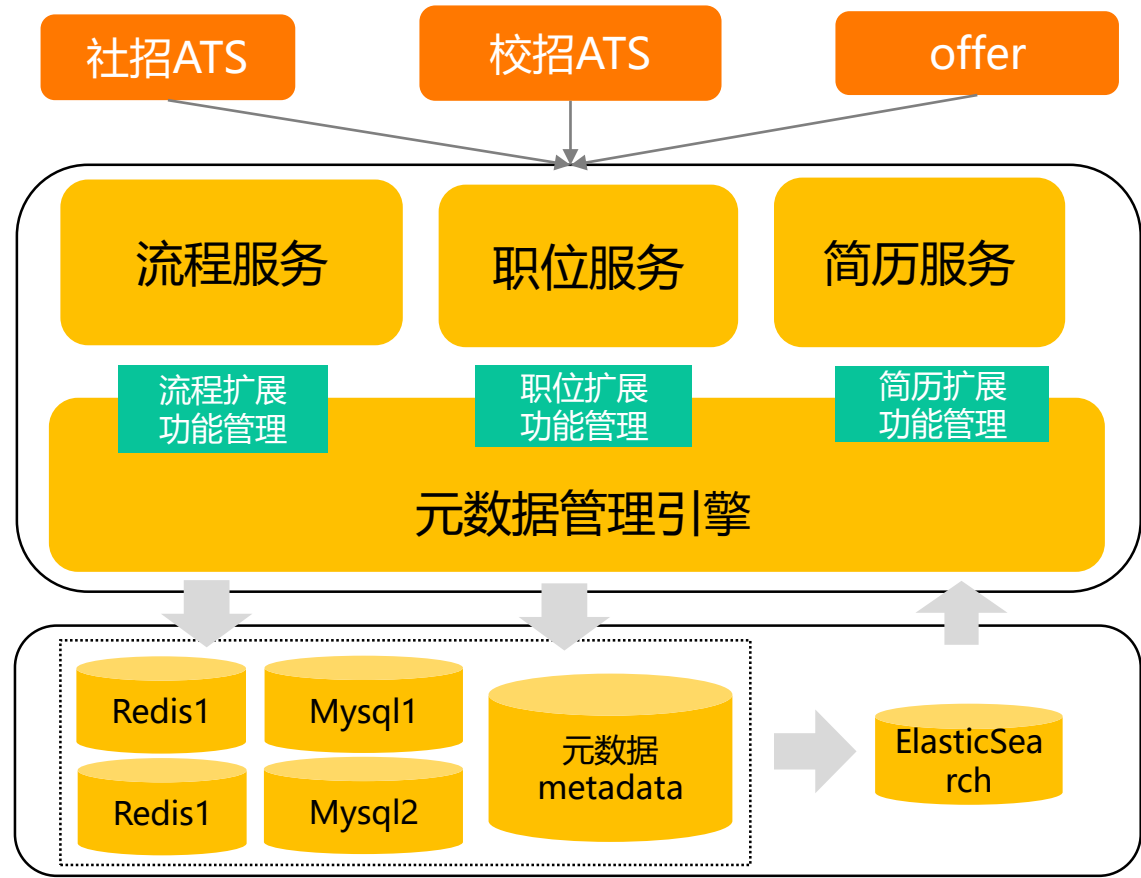 社招ATS
校招ATS
offer
流程服务
职位服务
简历服务
流程扩展
功能管理
职位扩展
功能管理
简历扩展
功能管理
元数据管理引擎
Redis1
Mysql1
Redis1
Mysql2
元数据
metadata
ElasticSea
rch